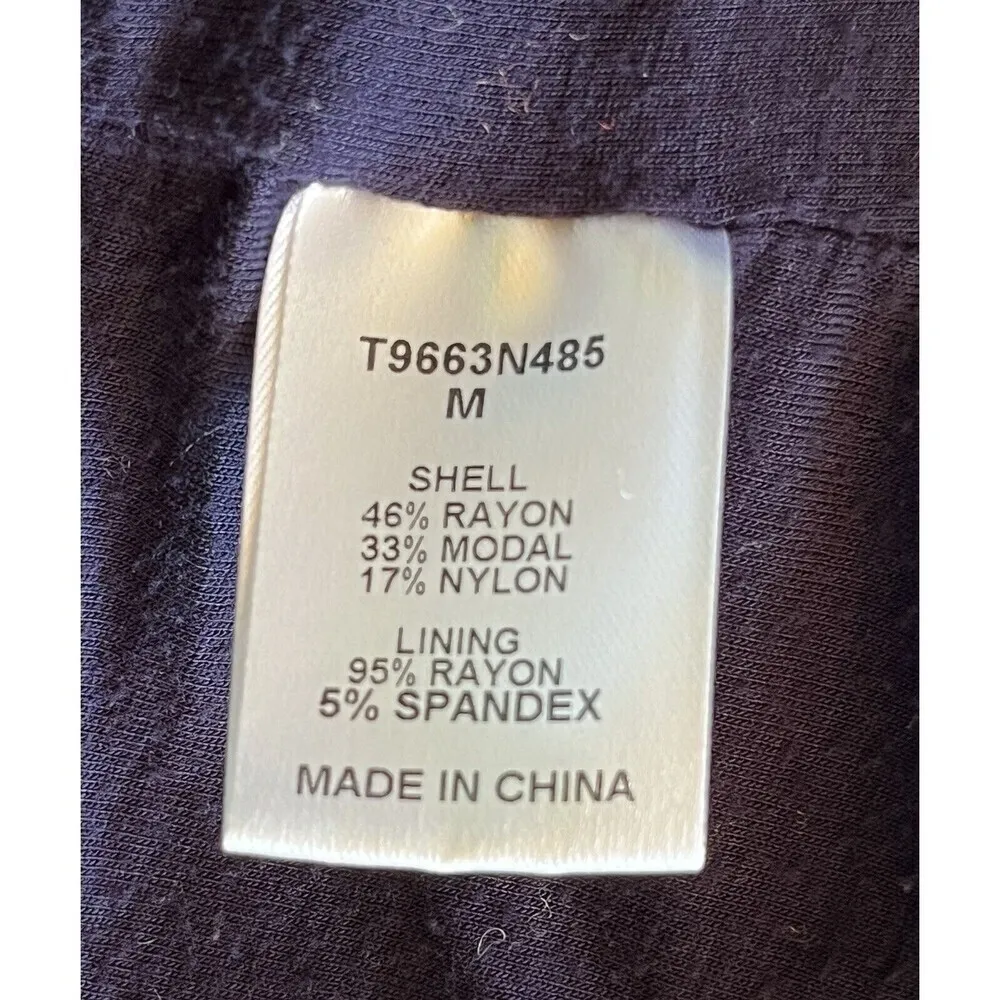 T9663N485
M
SHELL
46% RAYON
33% MODAL
17% NYLON
LINING
95% RAYON
5% SPANDEX
MADE IN CHINA